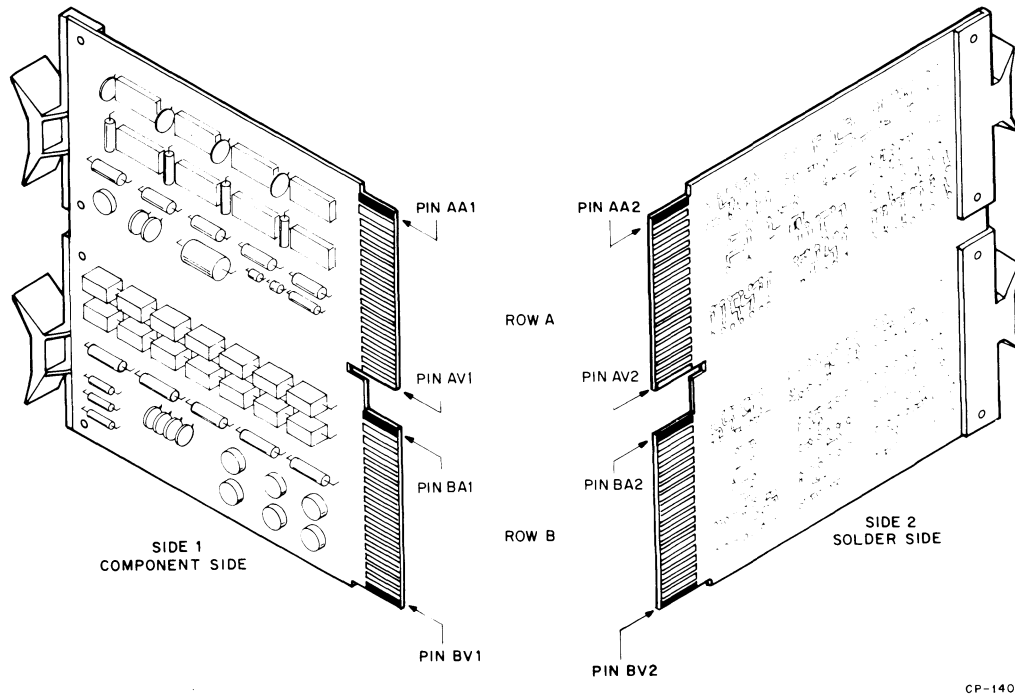 PIN AA1
PIN AA2
ROW A
PIN AV1
PIN AV2
PIN BA1
PIN BA2
ROW B
SIDE 1
COMPONENT SIDE
SIDE 2
SOLDER SIDE
PIN BV1
PIN BV2
CP-140